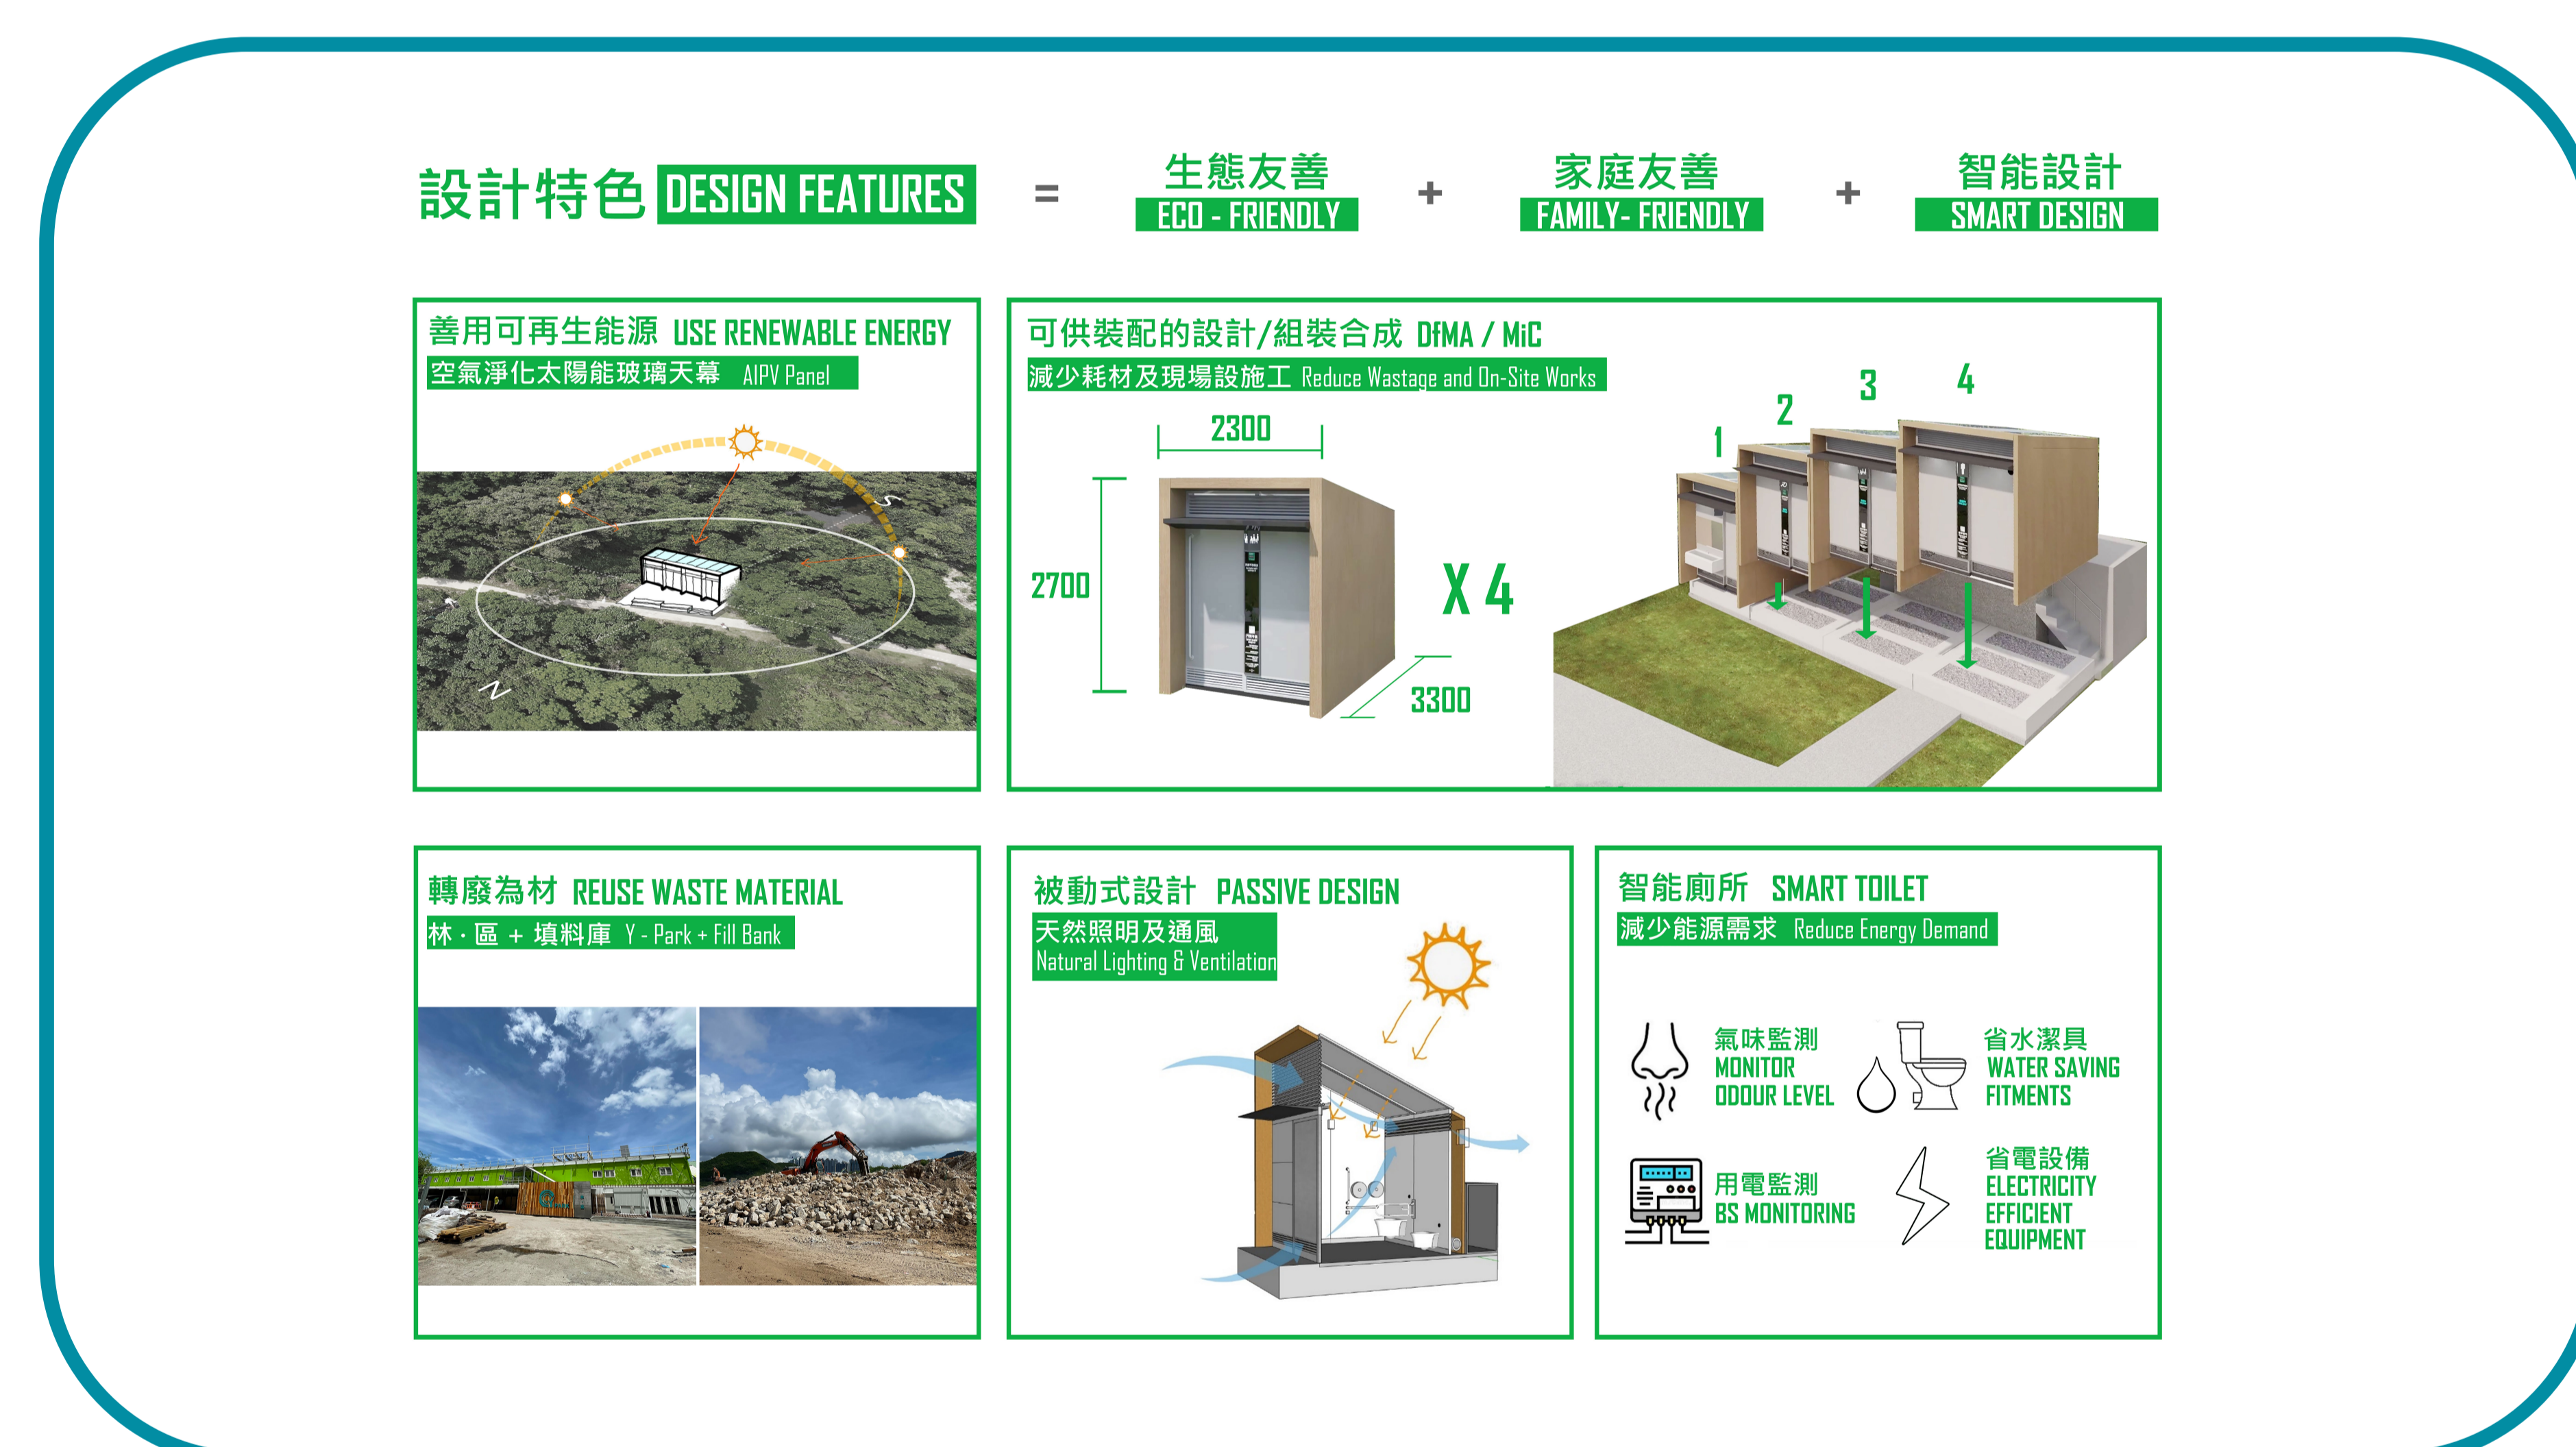 設計特色 DESIGN FEATURES
=
生態友善
ECO - FRIENDLY
+
家庭友善
FAMILY- FRIENDLY
+
智能設計
SMART DESIGN
善用可再生能源 USE RENEWABLE ENERGY
空氣淨化太陽能玻璃天幕 AIPV Panel
S
N
可供裝配的設計/組裝合成 DfMA / MiC
減少耗材及現場設施工 Reduce Wastage and On-Site Works
2300
2700
3300
X 4
1
2
3
4
轉廢為材 REUSE WASTE MATERIAL
林·區 + 填料庫 Y - Park + Fill Bank
被動式設計 PASSIVE DESIGN
天然照明及通風
Natural Lighting & Ventilation
智能廁所 SMART TOILET
減少能源需求 Reduce Energy Demand
氣味監測
MONITOR
ODOUR LEVEL
省水潔具
WATER SAVING
FITMENTS
用電監測
BS MONITORING
省電設備
ELECTRICITY
EFFICIENT
EQUIPMENT